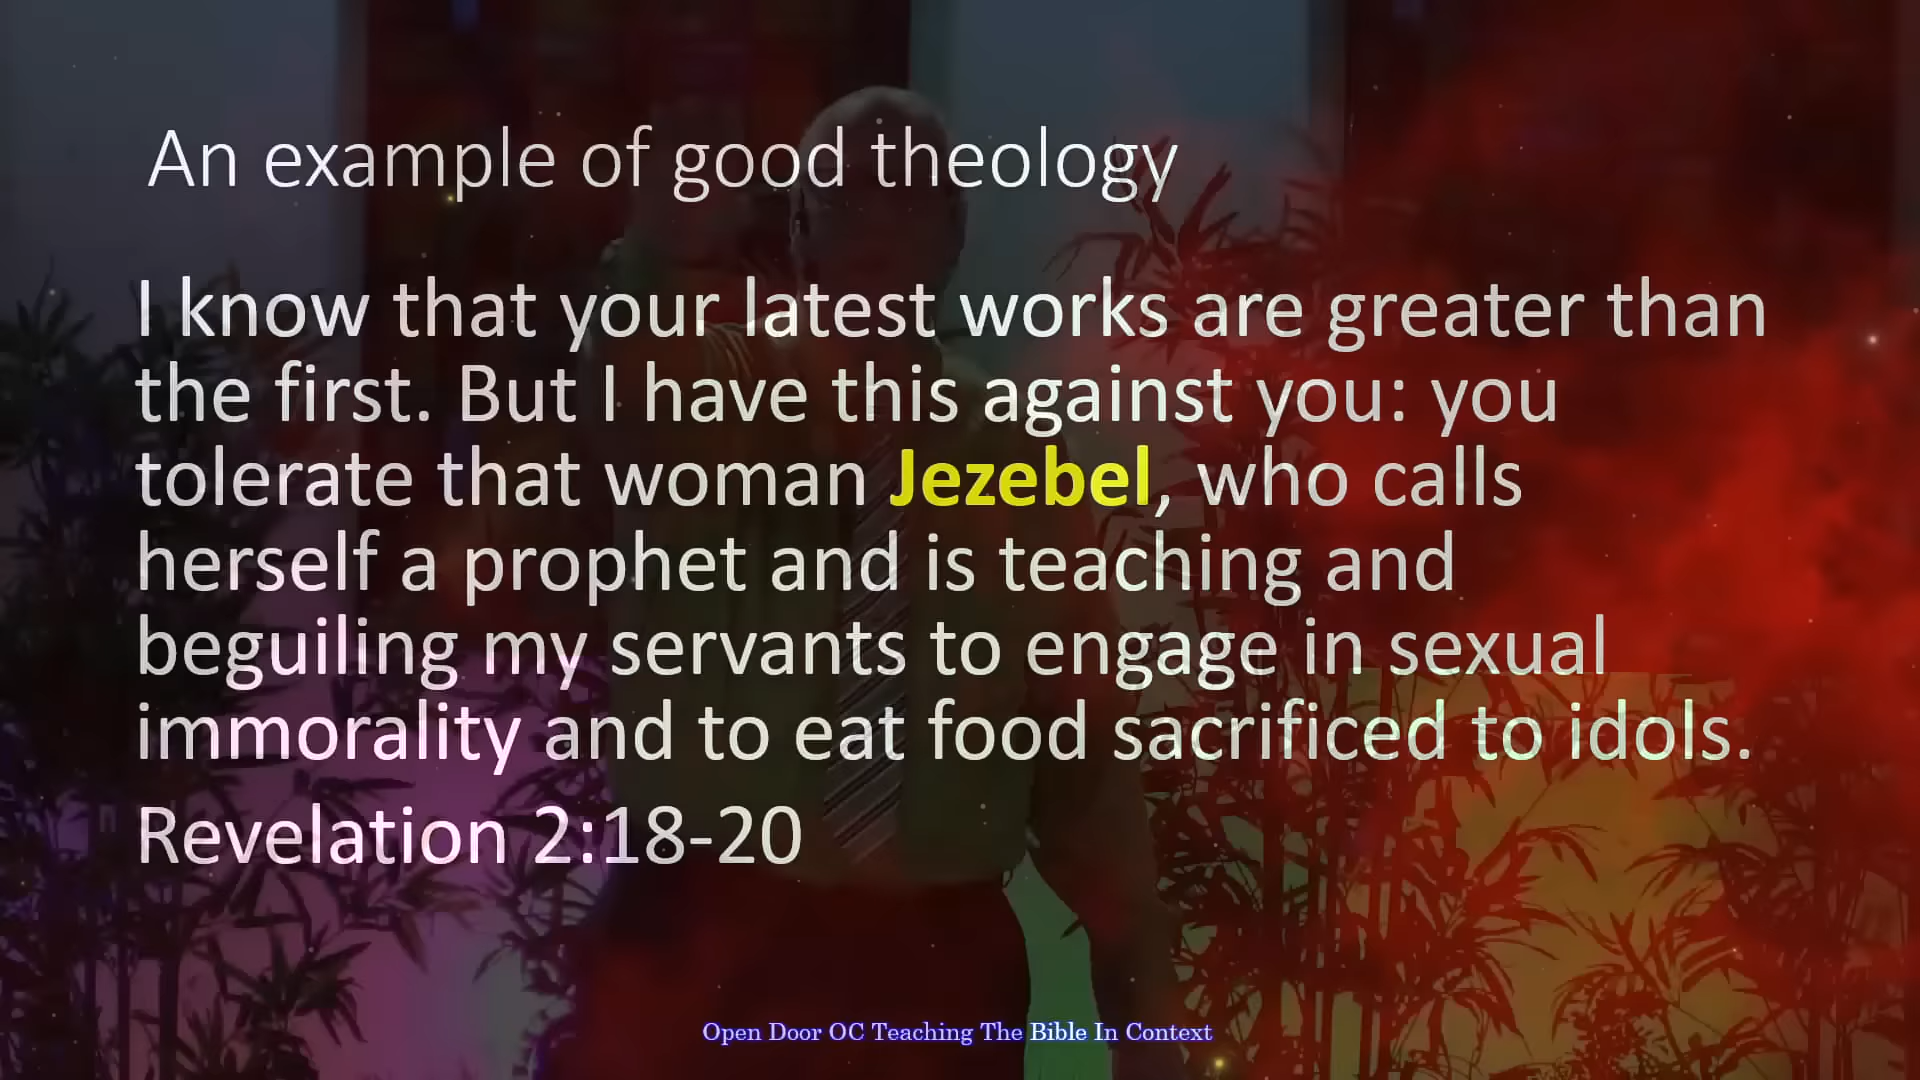 An example of good theology
I know that your latest works are greater than
the first. But I have this against you: you
tolerate that woman Jezebel, who calls
herself a prophet and is teaching and
beguiling my servants to engage in sexual
immorality and to eat food sacrificed to idols.
Revelation 2:18-20
Open Door OC Teaching The Bible In Context